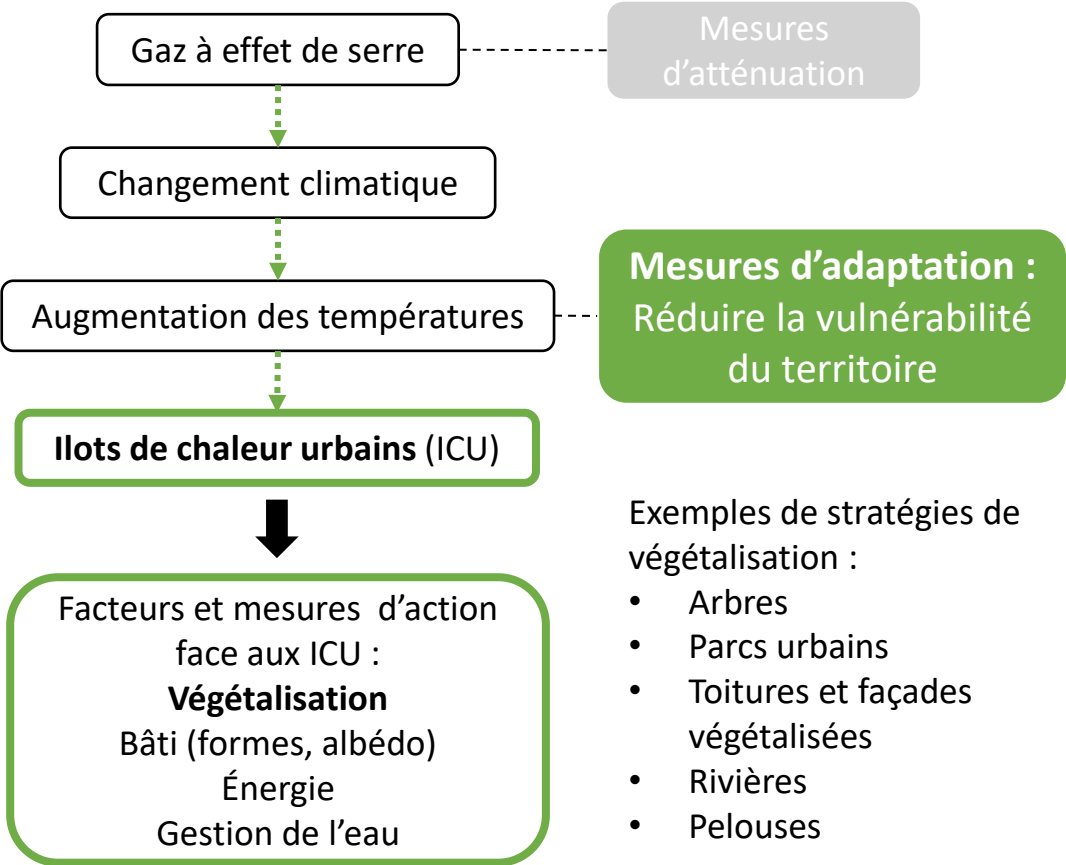 Gaz à effet de serre
Mesures
d’atténuation
Changement climatique
Augmentation des températures
Mesures d’adaptation :
Réduire la vulnérabilité
du territoire
Ilots de chaleur urbains (ICU)
Facteurs et mesures d’action
face aux ICU :
Végétalisation
Bâti (formes, albédo)
Énergie
Gestion de l’eau
Exemples de stratégies de
végétalisation :
• Arbres
• Parcs urbains
• Toitures et façades
végétalisées
• Rivières
• Pelouses